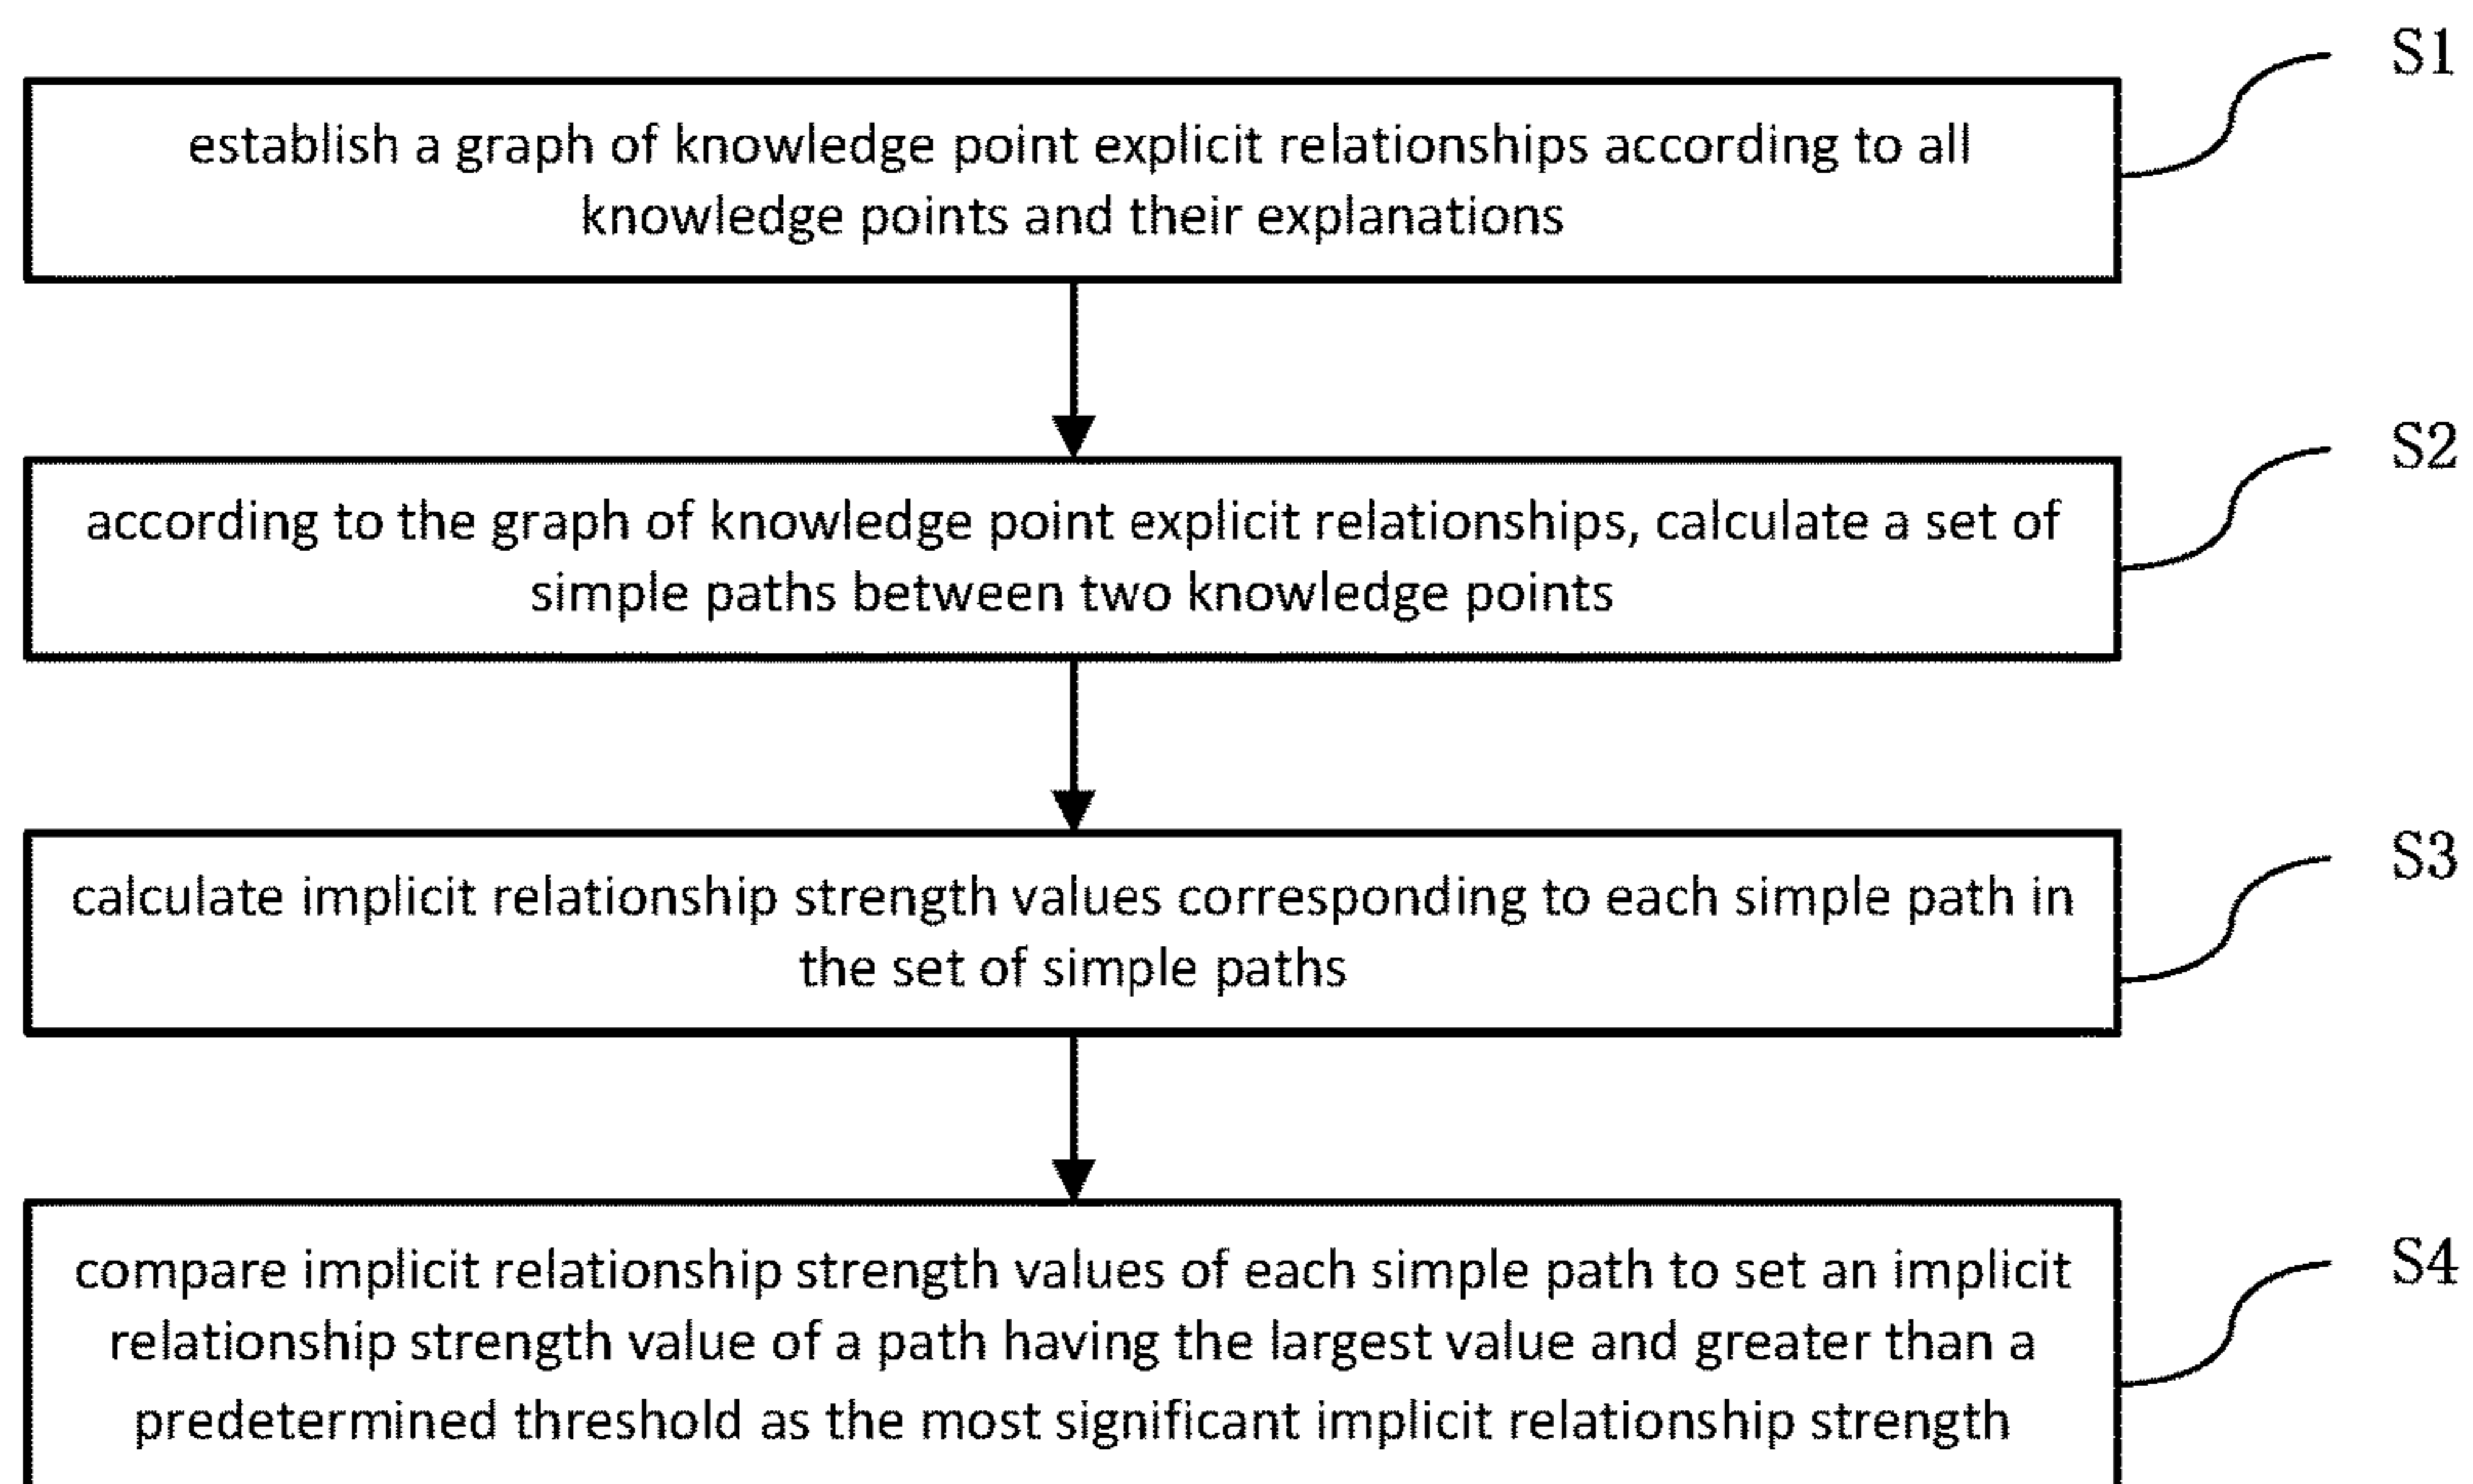 S1
establish a graph of knowledge point explicit relationships according to all
knowledge points and their explanations
S2
according to the graph of knowledge point explicit relationships, calculate a set of
simple paths between two knowledge points
S3
calculate implicit relationship strength values corresponding to each simple path in
the set of simple paths
S4
compare implicit relationship strength values of each simple path to set an implicit
relationship strength value of a path having the largest value and greater than a
predetermined threshold as the most significant implicit relationship strength